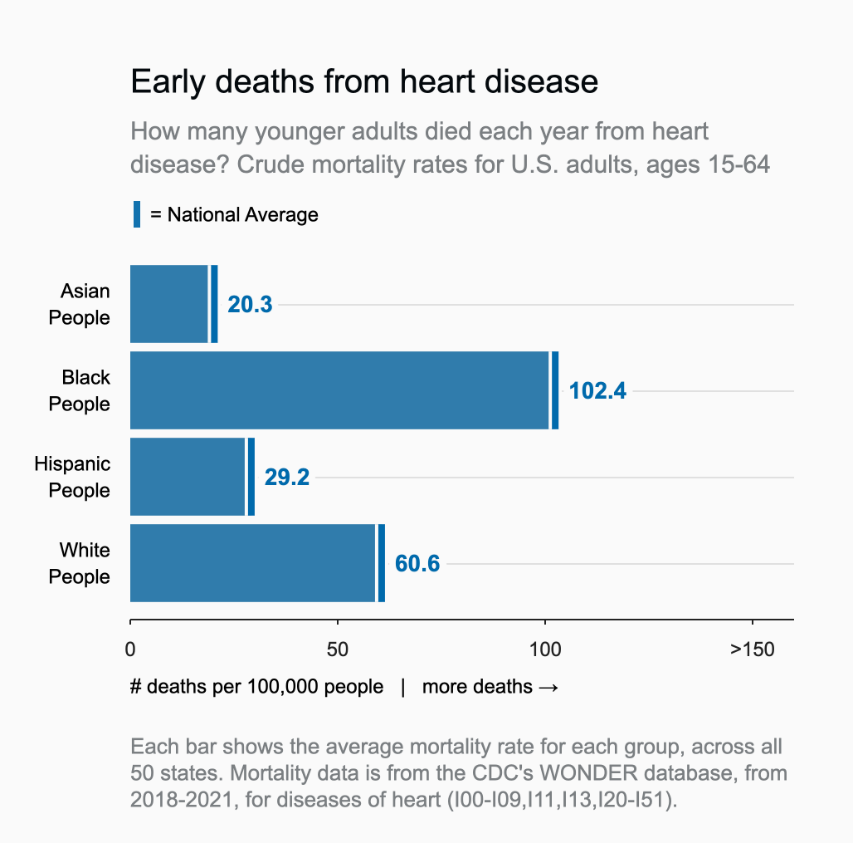 Early deaths from heart disease
How many younger adults died each year from heart
disease? Crude mortality rates for U.S. adults, ages 15-64
= National Average
Asian
People
20.3
Black
People
102.4
Hispanic
People
29.2
White
People
60.6
0 50 100 >150
# deaths per 100,000 people | more deaths →
Each bar shows the average mortality rate for each group, across all
50 states. Mortality data is from the CDC's WONDER database, from
2018-2021, for diseases of heart (I00-I09,I11,I13,I20-I51).